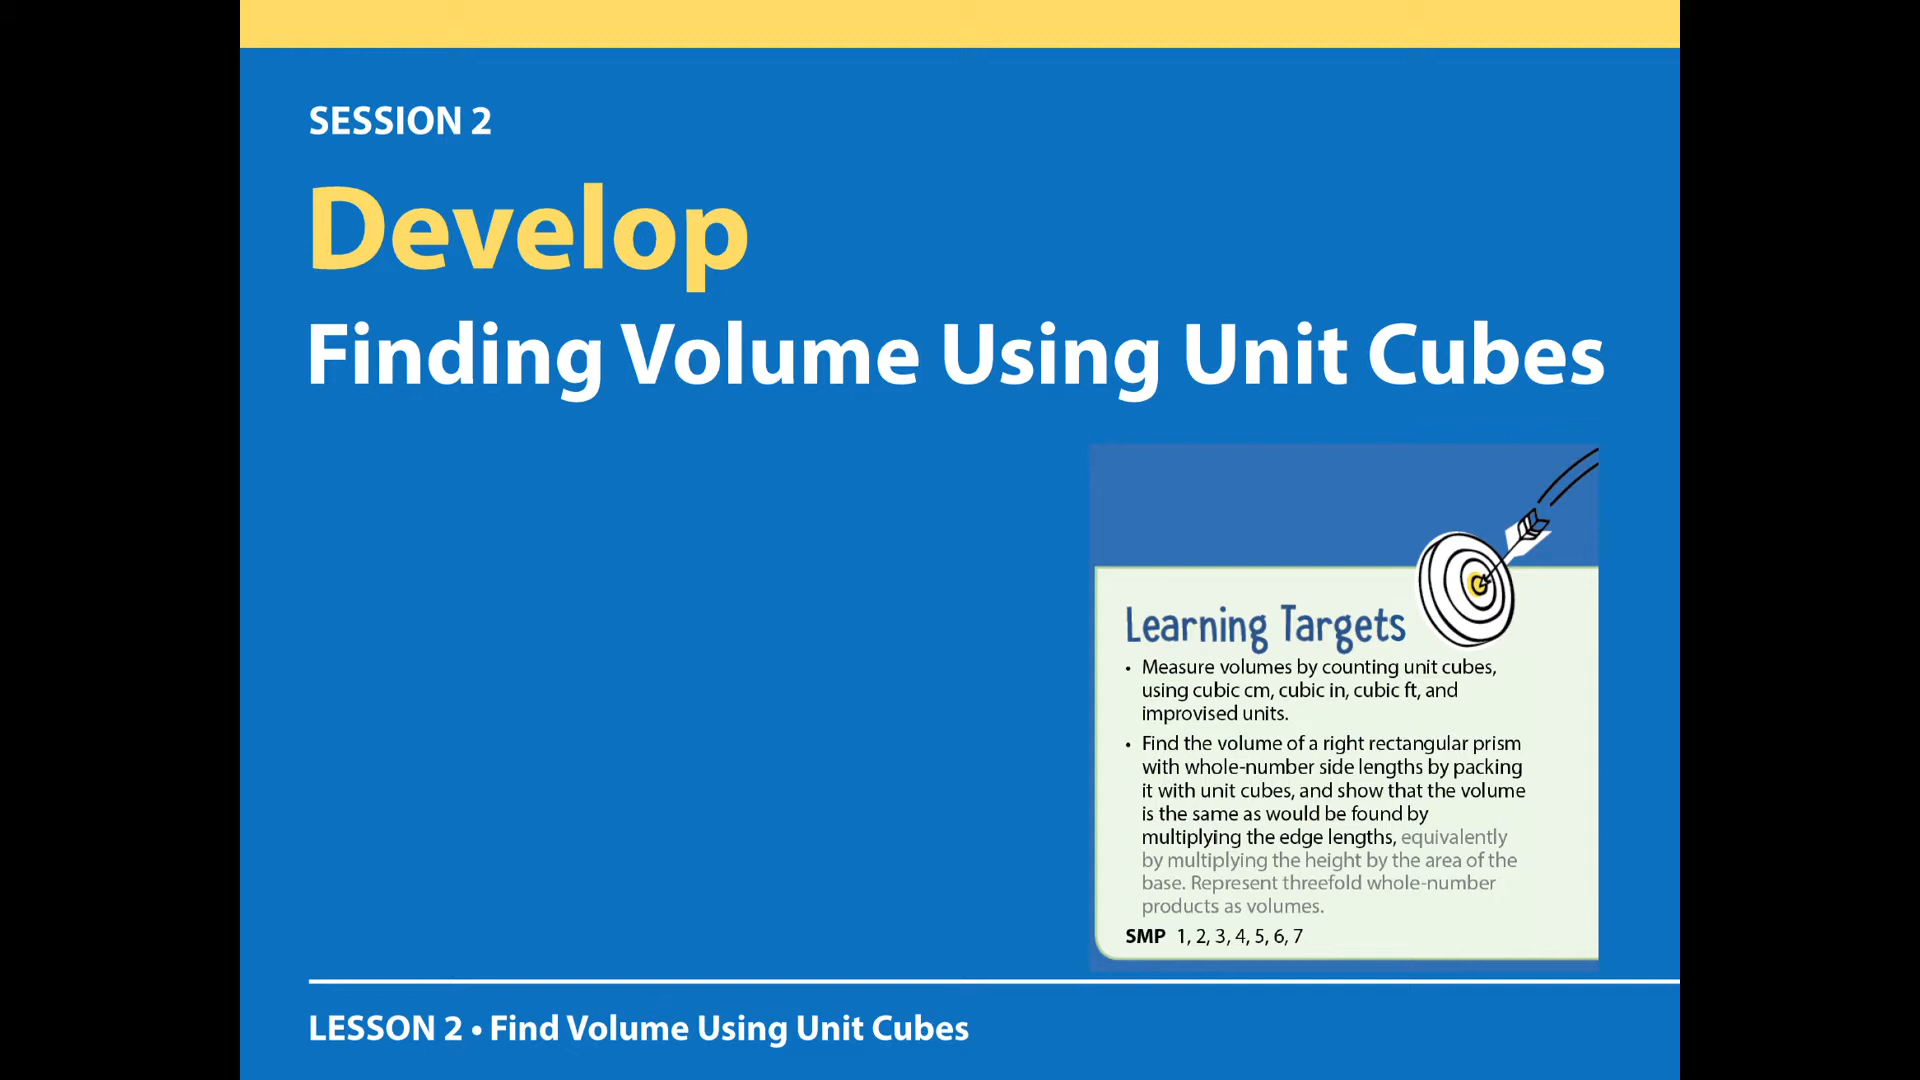 SESSION 2
Develop
Finding Volume Using Unit Cubes
Learning Targets
• Measure volumes by counting unit cubes,
using cubic cm, cubic in, cubic ft, and
improvised units.
• Find the volume of a right rectangular prism
with whole-number side lengths by packing
it with unit cubes, and show that the volume
is the same as would be found by
multiplying the edge lengths, equivalently
by multiplying the height by the area of the
base. Represent threefold whole-number
products as volumes.
SMP 1, 2, 3, 4, 5, 6, 7
LESSON 2 • Find Volume Using Unit Cubes